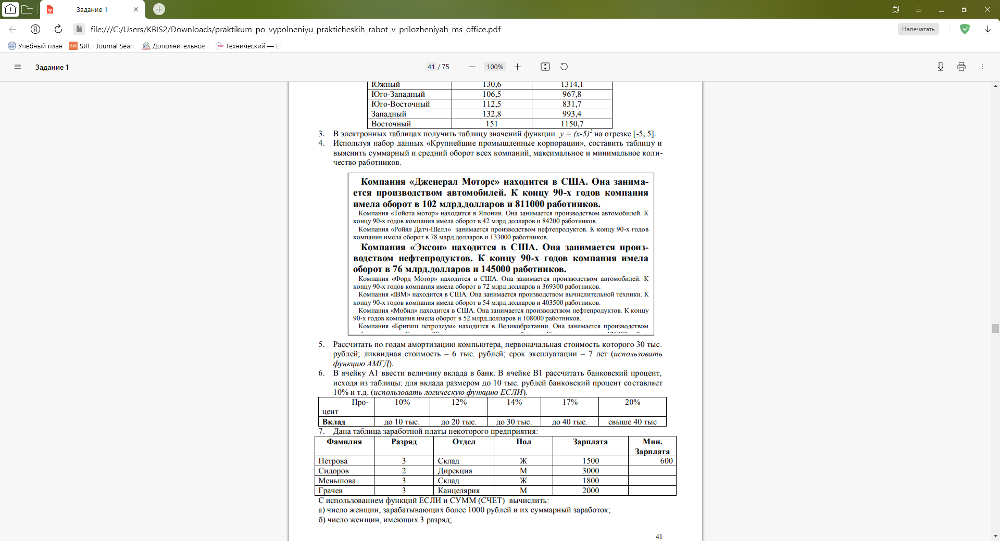 1
Задание 1
file:///C:/Users/KBIS2/Downloads/praktikum_po_vypolneniyu_prakticheskih_rabot_v_prilozheniyah_ms_office.pdf
Напечатать
Учебный план
SJR - Journal Searc
Дополнительное
Технический —
Задание 1
41 / 75
100%
Южный 130,6 1314,1
Юго-Западный 106,5 967,8
Юго-Восточный 112,5 831,7
Западный 132,8 993,4
Восточный 151 1150,7
3. В электронных таблицах получить таблицу значений функции y = (x-5)² на отрезке [-5, 5].
4. Используя набор данных «Крупнейшие промышленные корпорации», составить таблицу и
выяснить суммарный и средний оборот всех компаний, максимальное и минимальное коли-
чество работников.
Компания «Дженерал Моторс» находится в США. Она занима-
ется производством автомобилей. К концу 90-х годов компания
имела оборот в 102 млрд.долларов и 811000 работников.
Компания «Тойота мотор» находится в Японии. Она занимается производством автомобилей. К
концу 90-х годов компания имела оборот в 42 млрд.долларов и 84200 работников.
Компания «Ройял Датч-Шелл» занимается производством нефтепродуктов. К концу 90-х годов
компания имела оборот в 78 млрд.долларов и 133000 работников.
Компания «Эксон» находится в США. Она занимается произ-
водством нефтепродуктов. К концу 90-х годов компания имела
оборот в 76 млрд.долларов и 145000 работников.
Компания «Форд Мотор» находится в США. Она занимается производством автомобилей. К
концу 90-х годов компания имела оборот в 72 млрд.долларов и 369300 работников.
Компания «IBM» находится в США. Она занимается производством вычислительной техники. К
концу 90-х годов компания имела оборот в 54 млрд.долларов и 403500 работников.
Компания «Мобил» находится в США. Она занимается производством нефтепродуктов. К концу
90-х годов компания имела оборот в 52 млрд.долларов и 108000 работников.
Компания «Бритиш петролеум» находится в Великобритании. Она занимается производством
5. Рассчитать по годам амортизацию компьютера, первоначальная стоимость которого 30 тыс.
рублей; ликвидная стоимость – 6 тыс. рублей; срок эксплуатации – 7 лет (использовать
функцию АМГД).
6. В ячейку А1 ввести величину вклада в банк. В ячейке В1 рассчитать банковский процент,
исходя из таблицы: для вклада размером до 10 тыс. рублей банковский процент составляет
10% и т.д. (использовать логическую функцию ЕСЛИ).
Про-
цент 10% 12% 14% 17% 20%
Вклад до 10 тыс. до 20 тыс. до 30 тыс. до 40 тыс. свыше 40 тыс
7. Дана таблица заработной платы некоторого предприятия:
Фамилия Разряд Отдел Пол Зарплата Мин.
Зарплата
Петрова 3 Склад Ж 1500 600
Сидоров 2 Дирекция М 3000
Меньшова 3 Склад Ж 1800
Грачев 3 Канцелярия М 2000
С использованием функций ЕСЛИ и СУММ (СЧЕТ) вычислить:
а) число женщин, зарабатывающих более 1000 рублей и их суммарный заработок;
б) число женщин, имеющих 3 разряд;
41